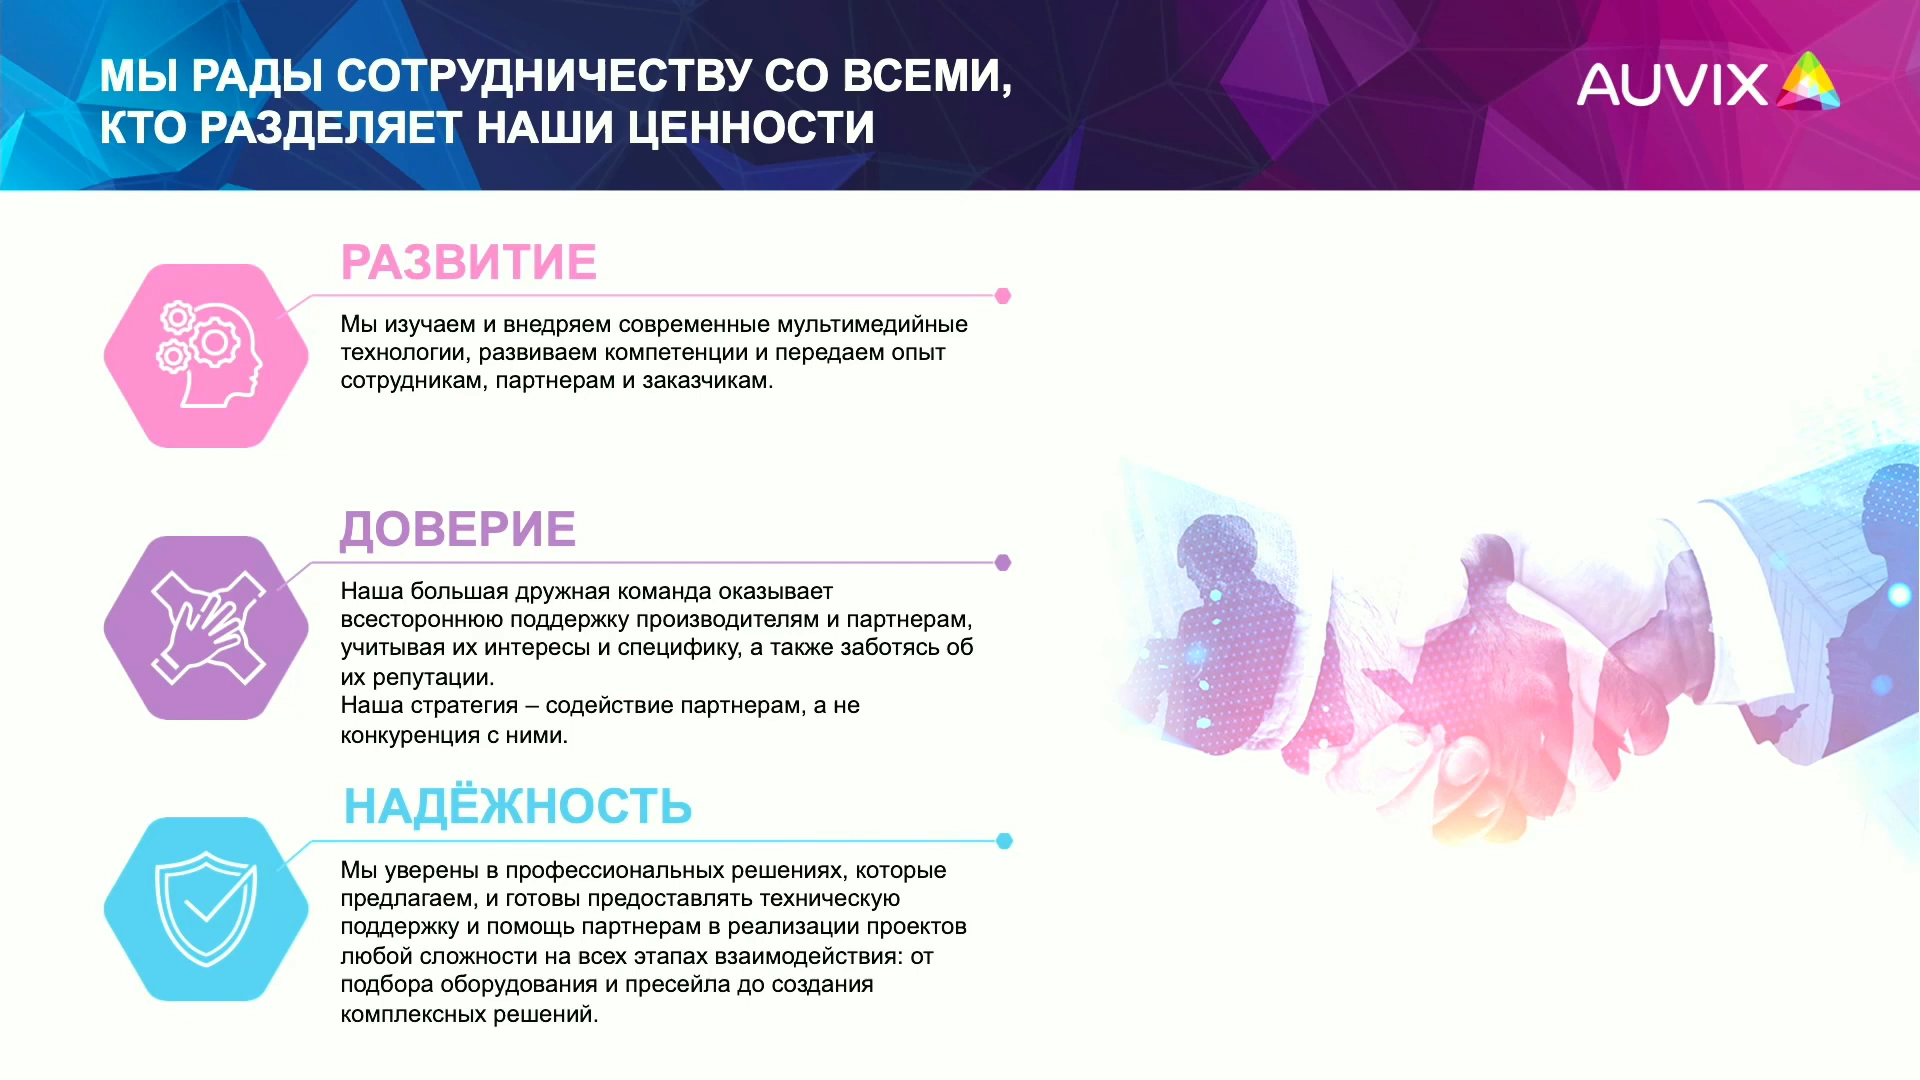 МЫ РАДЫ СОТРУДНИЧЕСТВУ СО ВСЕМИ,
КТО РАЗДЕЛЯЕТ НАШИ ЦЕННОСТИ
AUVIX
РАЗВИТИЕ
Мы изучаем и внедряем современные мультимедийные
технологии, развиваем компетенции и передаем опыт
сотрудникам, партнерам и заказчикам.
ДОВЕРИЕ
Наша большая дружная команда оказывает
всестороннюю поддержку производителям и партнерам,
учитывая их интересы и специфику, а также заботясь об
их репутации.
Наша стратегия – содействие партнерам, а не
конкуренция с ними.
НАДЁЖНОСТЬ
Мы уверены в профессиональных решениях, которые
предлагаем, и готовы предоставлять техническую
поддержку и помощь партнерам в реализации проектов
любой сложности на всех этапах взаимодействия: от
подбора оборудования и пресейла до создания
комплексных решений.